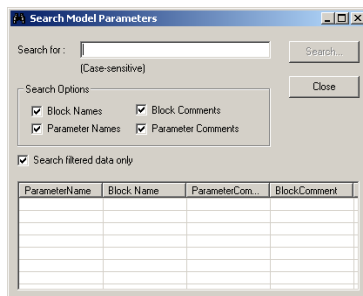 Search Model Parameters
Search for :
Search...
(Case-sensitive)
Close
Search Options
Block Names
Block Comments
Parameter Names
Parameter Comments
Search filtered data only
ParameterName Block Name ParameterCom... BlockComment